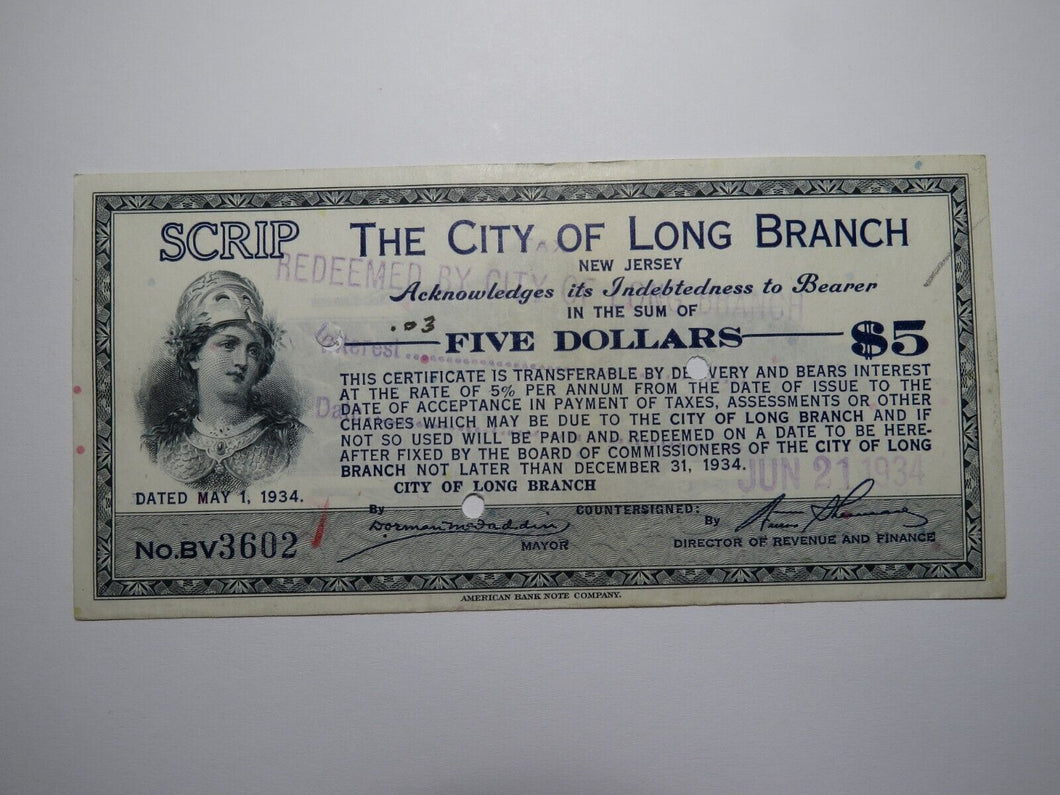 SCRIP
THE CITY OF LONG BRANCH
NEW JERSEY
REDEEMED BY CITY OF LONG BRANCH
Acknowledges its Indebtedness to Bearer
IN THE SUM OF
.03
Interest
FIVE DOLLARS $5
THIS CERTIFICATE IS TRANSFERABLE BY DELIVERY AND BEARS INTEREST
AT THE RATE OF 5% PER ANNUM FROM THE DATE OF ISSUE TO THE
DATE OF ACCEPTANCE IN PAYMENT OF TAXES, ASSESSMENTS OR OTHER
CHARGES WHICH MAY BE DUE TO THE CITY OF LONG BRANCH AND IF
NOT SO USED WILL BE PAID AND REDEEMED ON A DATE TO BE HERE-
AFTER FIXED BY THE BOARD OF COMMISSIONERS OF THE CITY OF LONG
BRANCH NOT LATER THAN DECEMBER 31, 1934.
JUN 21 1934
DATED MAY 1, 1934.
CITY OF LONG BRANCH
By Dorman McFaddin
MAYOR
COUNTERSIGNED:
By
DIRECTOR OF REVENUE AND FINANCE
No.BV3602
AMERICAN BANK NOTE COMPANY.